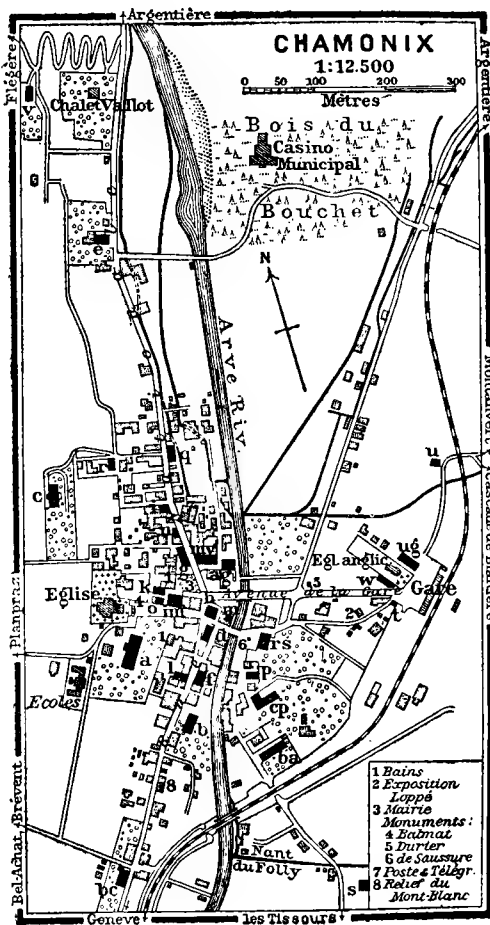 Argentière
CHAMONIX
1:12.500
0 100 200 300
Mètres
Flégère
Argentière
v
Chalet Vallot
Bois du
Casino
Municipal
Bouchet
e
N
Arve Riv.
q
r
c
u
Egl. anglic.
ug
w
Gare
Eglise
k
Avenue de la Gare
5
2
t
o
m
4
1
6
rs
a
p
l
f
Ecoles
cp
b
ba
8
Planpraz
Bel-Achat, Brévent
bc
Nant
du Folly
s
1 Bains
2 Exposition
Loppé
3 Mairie
Monuments:
4 Balmat
5 Durier
6 de Saussure
7 Poste & Télégr.
8 Relief du
Mont-Blanc
Genève
les Tissours